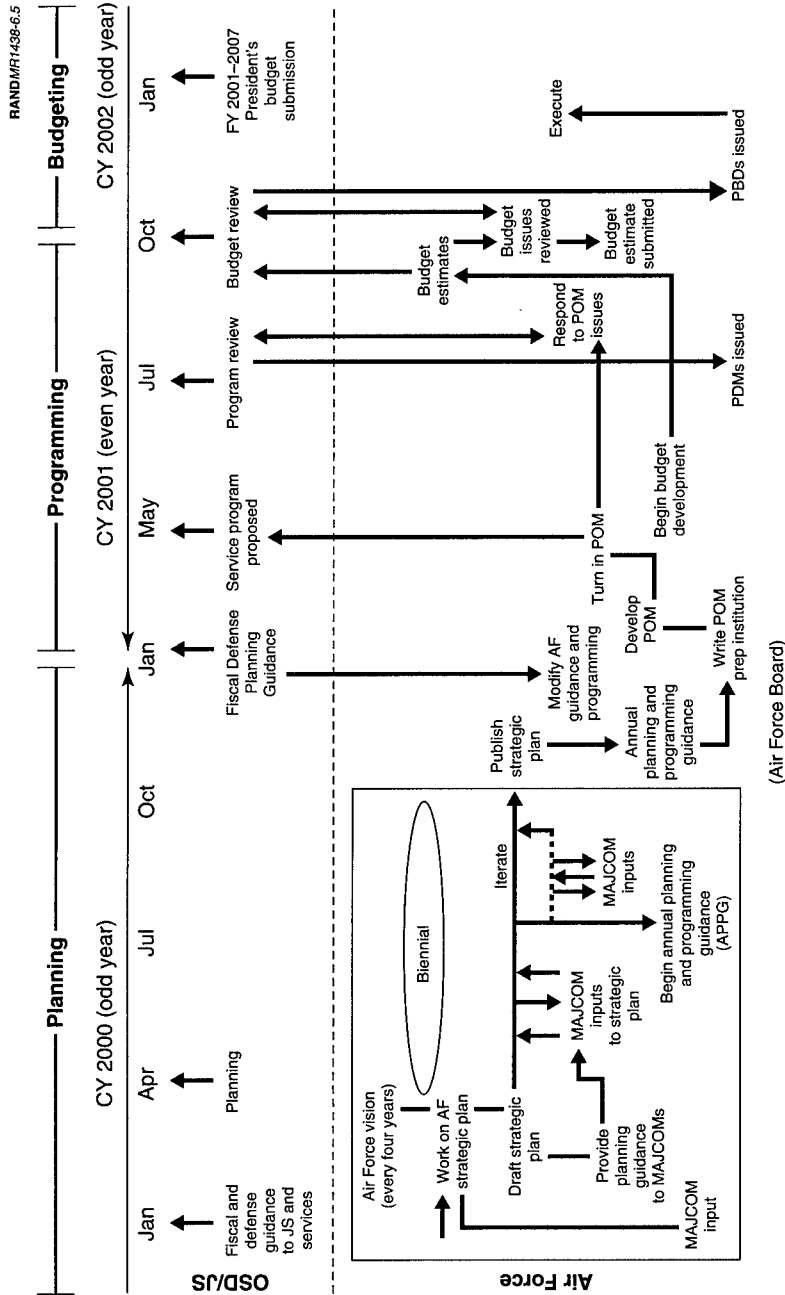 RANDMR1438-6.5
Planning
Programming
Budgeting
CY 2000 (odd year)
CY 2001 (even year)
CY 2002 (odd year)
Jan
Apr
Jul
Oct
Jan
May
Jul
Oct
Jan
OSD/JS
Fiscal and
defense
guidance
to JS and
services
Planning
Fiscal Defense
Planning
Guidance
Service program
proposed
Program review
Budget review
FY 2001–2007
President's
budget
submission
Air Force
Air Force vision
(every four years)
Work on AF
strategic plan
Draft strategic
plan
Provide
planning
guidance
to MAJCOMs
MAJCOM
input
Biennial
Iterate
MAJCOM
inputs
to strategic
plan
MAJCOM
inputs
Begin annual planning
and programming
guidance
(APPG)
Publish
strategic
plan
Annual
planning and
programming
guidance
Modify AF
guidance and
programming
Write POM
prep institution
Develop
POM
Turn in POM
Begin budget
development
Respond
to POM
issues
PDMs issued
Budget
estimates
Budget
issues
reviewed
Budget
estimate
submitted
PBDs issued
Execute
(Air Force Board)